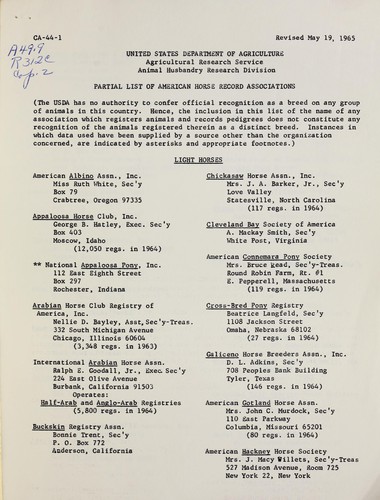 CA-44-1
Revised May 19, 1965
A49.9
R312C
Cop. 2
UNITED STATES DEPARTMENT OF AGRICULTURE
Agricultural Research Service
Animal Husbandry Research Division
PARTIAL LIST OF AMERICAN HORSE RECORD ASSOCIATIONS
(The USDA has no authority to confer official recognition as a breed on any group
of animals in this country. Hence, the inclusion in this list of the name of any
association which registers animals and records pedigrees does not constitute any
recognition of the animals registered therein as a distinct breed. Instances in
which data used have been supplied by a source other than the organization
concerned, are indicated by asterisks and appropriate footnotes.)
LIGHT HORSES
American Albino Assn., Inc.
Miss Ruth White, Sec'y
Box 79
Crabtree, Oregon 97335
Appaloosa Horse Club, Inc.
George B. Hatley, Exec. Sec'y
Box 403
Moscow, Idaho
(12,050 regs. in 1964)
** National Appaloosa Pony, Inc.
112 East Eighth Street
Box 297
Rochester, Indiana
Arabian Horse Club Registry of
America, Inc.
Nellie D. Bayley, Asst,Sec'y-Treas.
332 South Michigan Avenue
Chicago, Illinois 60604
(3,348 regs. in 1963)
International Arabian Horse Assn.
Ralph E. Goodall, Jr., Exec. Sec'y
224 East Olive Avenue
Burbank, California 91503
Operates:
Half-Arab and Anglo-Arab Registries
(5,800 regs. in 1964)
Buckskin Registry Assn.
Bonnie Trent, Sec'y
P. O. Box 772
Anderson, California
Chickasaw Horse Assn., Inc.
Mrs. J. A. Barker, Jr., Sec'y
Love Valley
Statesville, North Carolina
(117 regs. in 1964)
Cleveland Bay Society of America
A. Mackay Smith, Sec'y
White Post, Virginia
American Connemara Pony Society
Mrs. Bruce Read, Sec'y-Treas.
Round Robin Farm, Rt. #1
E. Pepperell, Massachusetts
(119 regs. in 1964)
Cross-Bred Pony Registry
Beatrice Langfeld, Sec'y
1108 Jackson Street
Omaha, Nebraska 68102
(27 regs. in 1964)
Galiceno Horse Breeders Assn., Inc.
D. L. Adkins, Sec'y
708 Peoples Bank Building
Tyler, Texas
(146 regs. in 1964)
American Gotland Horse Assn.
Mrs. John C. Murdock, Sec'y
110 East Parkway
Columbia, Missouri 65201
(80 regs. in 1964)
American Hackney Horse Society
Mrs. J. Macy Willets, Sec'y-Treas
527 Madison Avenue, Room 725
New York 22, New York